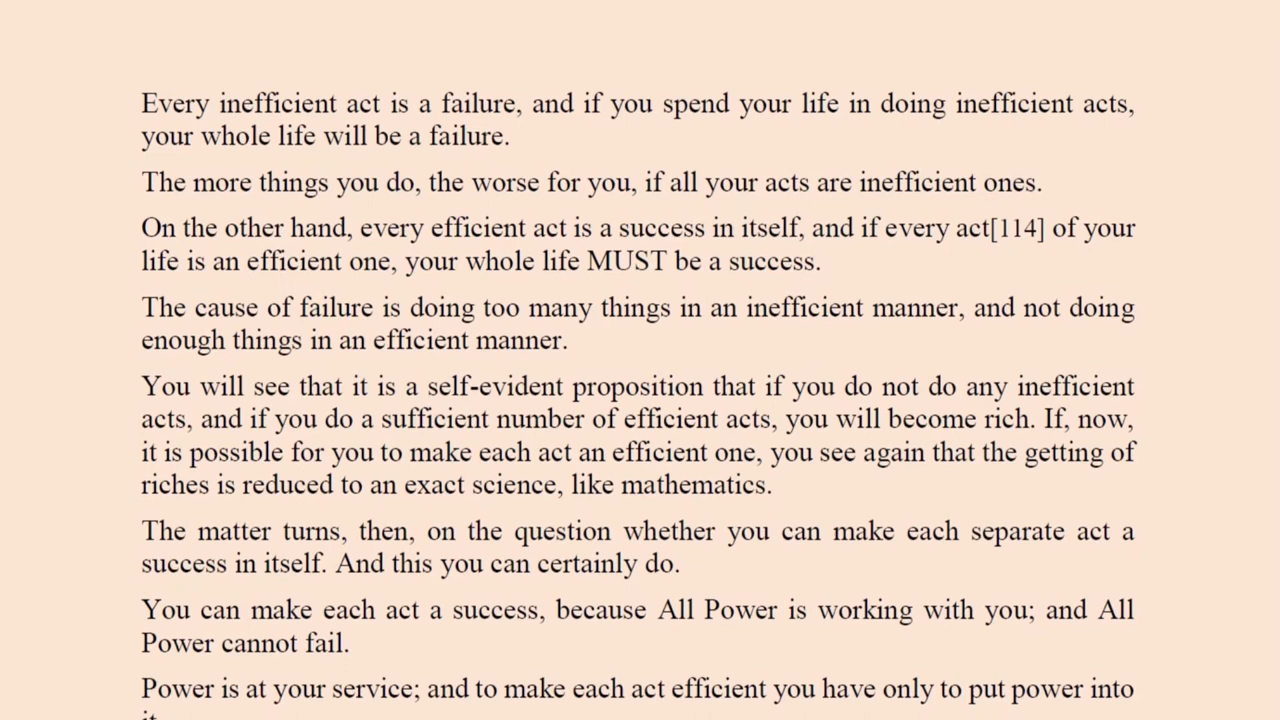 Every inefficient act is a failure, and if you spend your life in doing inefficient acts,
your whole life will be a failure.
The more things you do, the worse for you, if all your acts are inefficient ones.
On the other hand, every efficient act is a success in itself, and if every act[114] of your
life is an efficient one, your whole life MUST be a success.
The cause of failure is doing too many things in an inefficient manner, and not doing
enough things in an efficient manner.
You will see that it is a self-evident proposition that if you do not do any inefficient
acts, and if you do a sufficient number of efficient acts, you will become rich. If, now,
it is possible for you to make each act an efficient one, you see again that the getting of
riches is reduced to an exact science, like mathematics.
The matter turns, then, on the question whether you can make each separate act a
success in itself. And this you can certainly do.
You can make each act a success, because All Power is working with you; and All
Power cannot fail.
Power is at your service; and to make each act efficient you have only to put power into